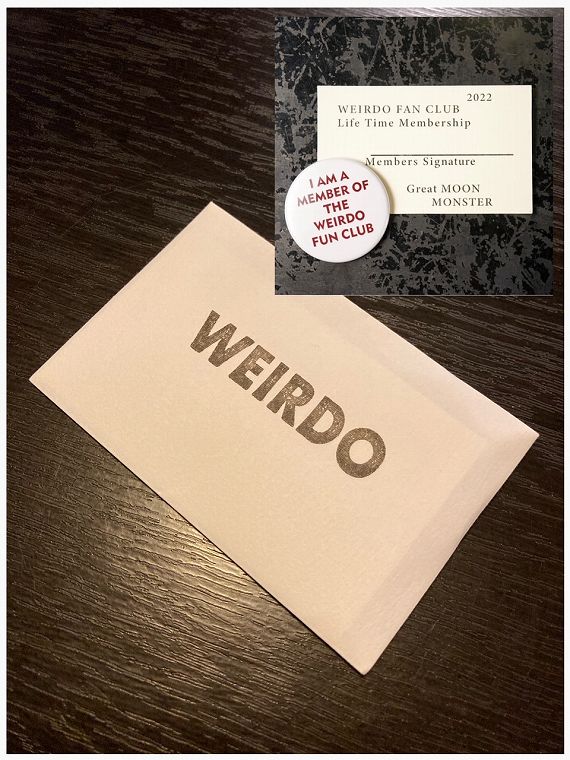 2022
WEIRDO FAN CLUB
Life Time Membership
Members Signature
Great MOON
MONSTER
I AM A
MEMBER OF
THE
WEIRDO
FUN CLUB
WEIRDO